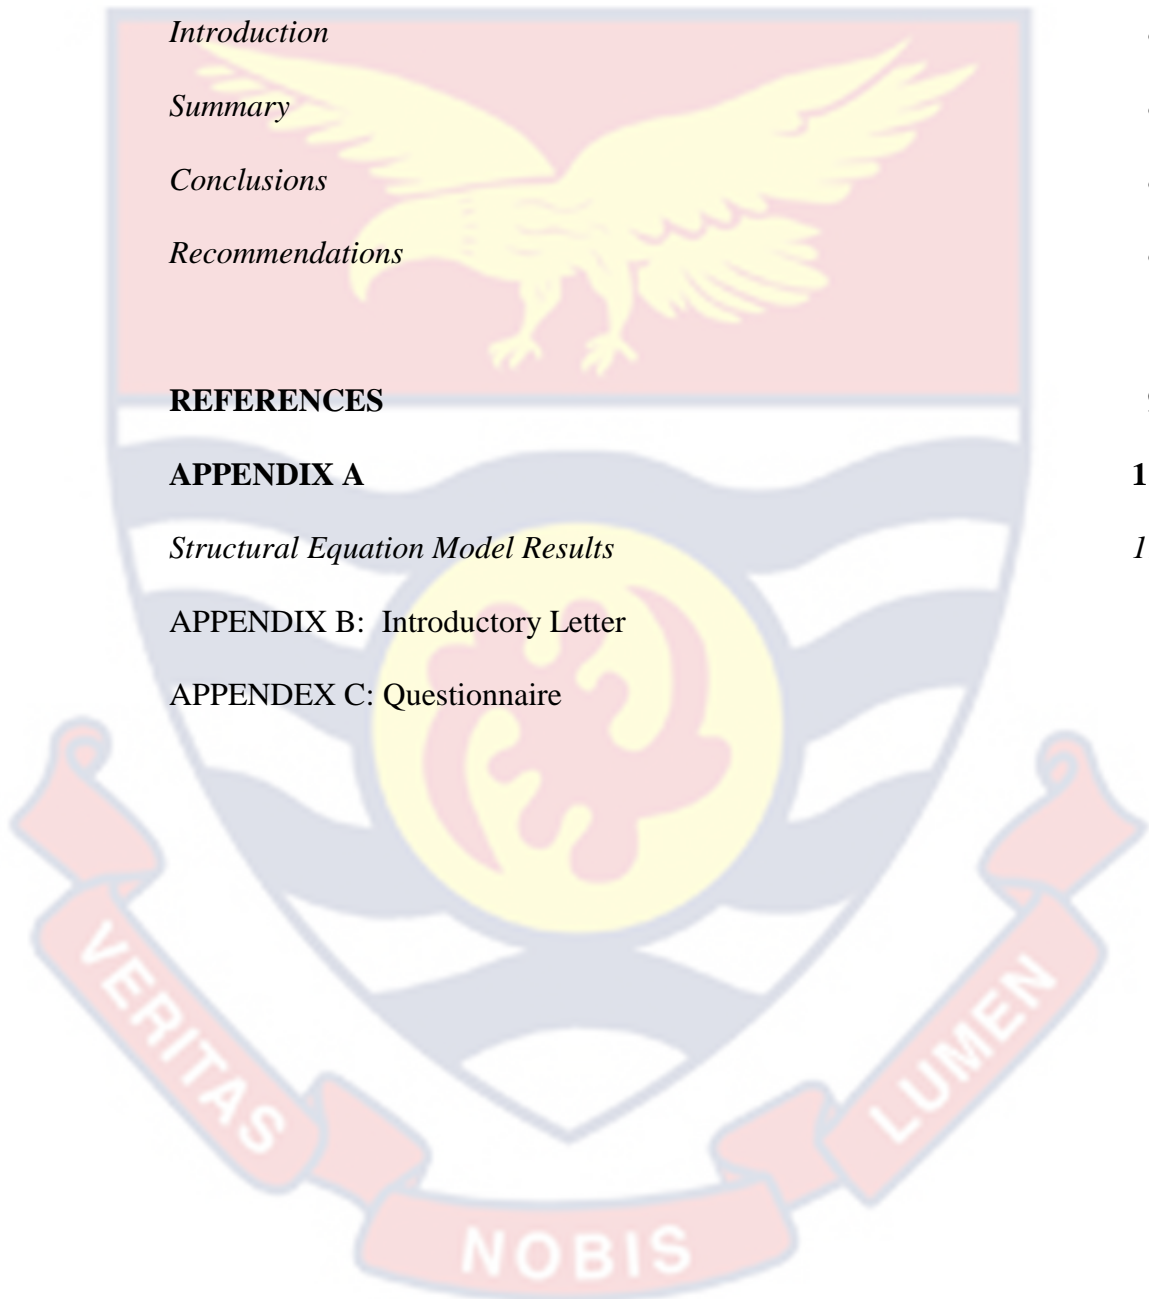 Introduction
Summary
Conclusions
Recommendations
REFERENCES
APPENDIX A 1
Structural Equation Model Results 1
APPENDIX B: Introductory Letter
APPENDEX C: Questionnaire
VERITAS
NOBIS
LUMEN